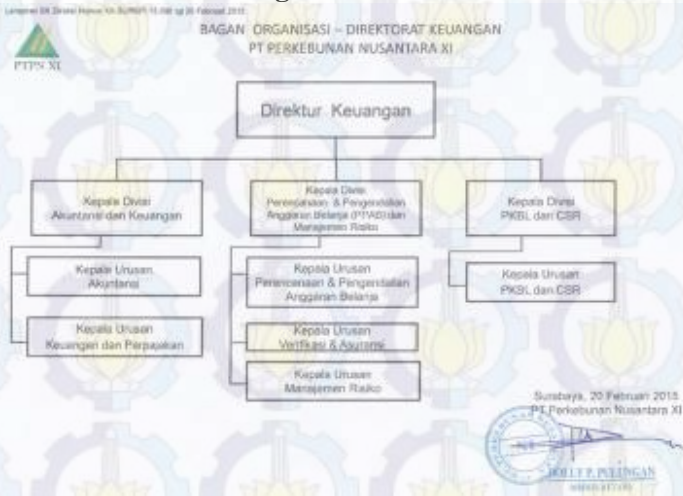 BAGAN ORGANISASI – DIREKTORAT KEUANGAN
PT PERKEBUNAN NUSANTARA XI
PTPN XI
Direktur Keuangan
Kepala Divisi
Akuntansi dan Keuangan
Kepala Divisi
Perencanaan & Pengendalian
Anggaran Belanja (PPAB) dan
Manajemen Risiko
Kepala Divisi
PKBL dan CSR
Kepala Urusan
Akuntansi
Kepala Urusan
Perencanaan & Pengendalian
Anggaran Belanja
Kepala Urusan
PKBL dan CSR
Kepala Urusan
Keuangan dan Perpajakan
Kepala Urusan
Verifikasi & Asuransi
Kepala Urusan
Manajemen Risiko
Surabaya, 20 Februari 2015
PT Perkebunan Nusantara XI
DOLLY P. PULUNGAN